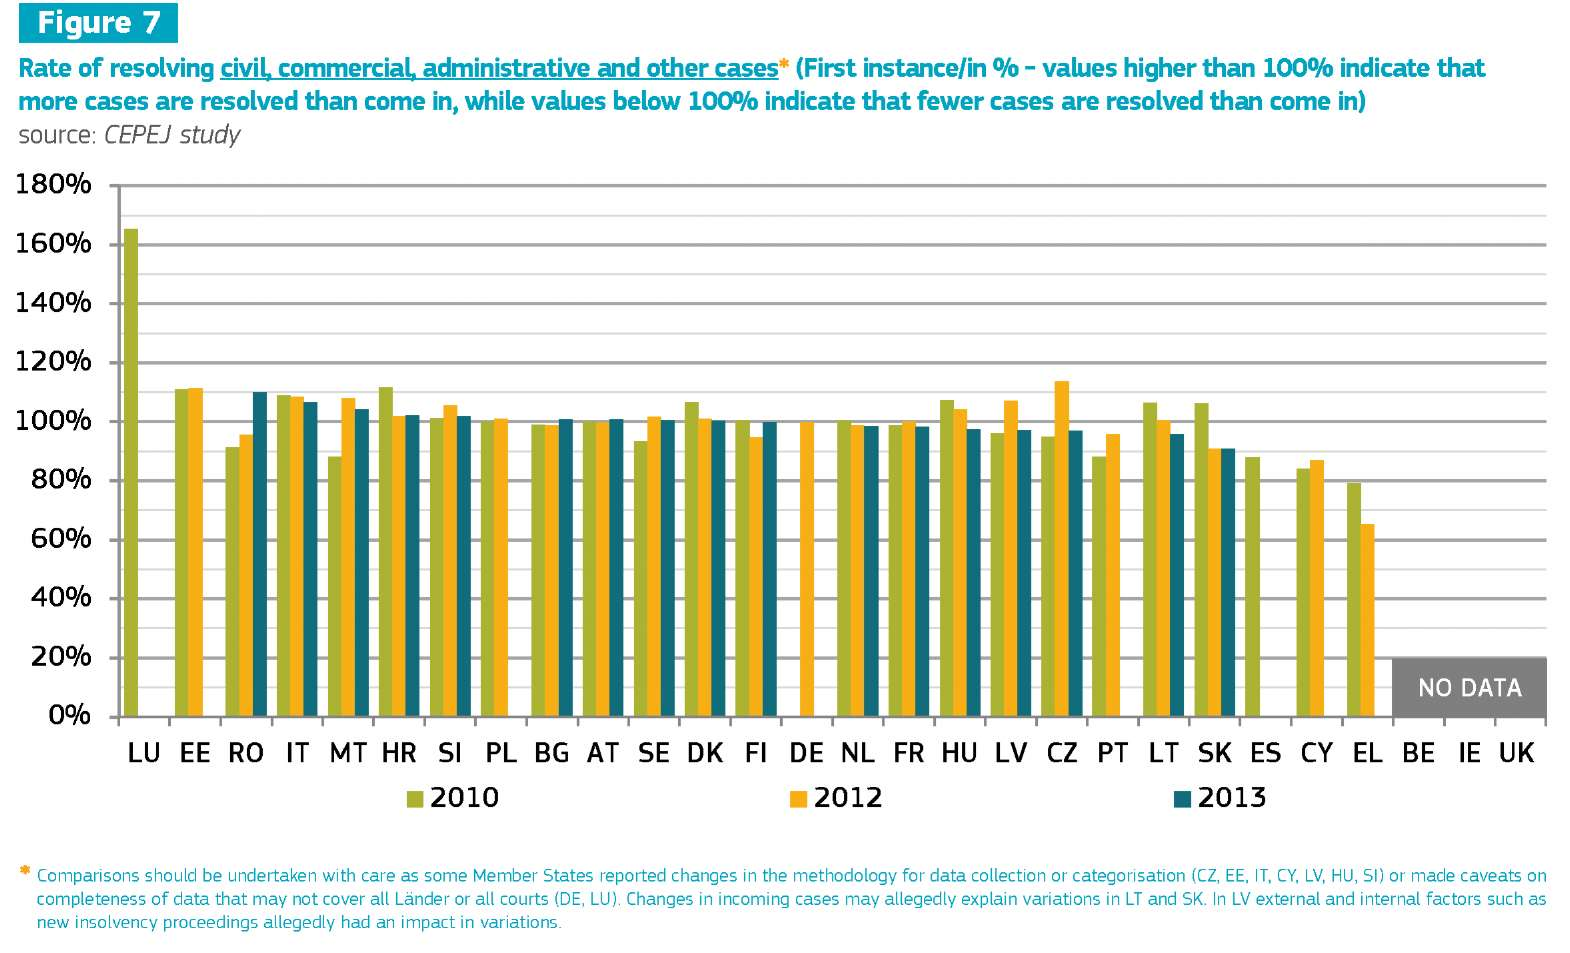 Figure 7
Rate of resolving civil, commercial, administrative and other cases* (First instance/in % – values higher than 100% indicate that
more cases are resolved than come in, while values below 100% indicate that fewer cases are resolved than come in)
source: CEPEJ study
180%
160%
140%
120%
100%
80%
60%
40%
20%
0%
NO DATA
LU EE RO IT MT HR SI PL BG AT SE DK FI DE NL FR HU LV CZ PT LT SK ES CY EL BE IE UK
2010 2012 2013
* Comparisons should be undertaken with care as some Member States reported changes in the methodology for data collection or categorisation (CZ, EE, IT, CY, LV, HU, SI) or made caveats on
completeness of data that may not cover all Länder or all courts (DE, LU). Changes in incoming cases may allegedly explain variations in LT and SK. In LV external and internal factors such as
new insolvency proceedings allegedly had an impact in variations.